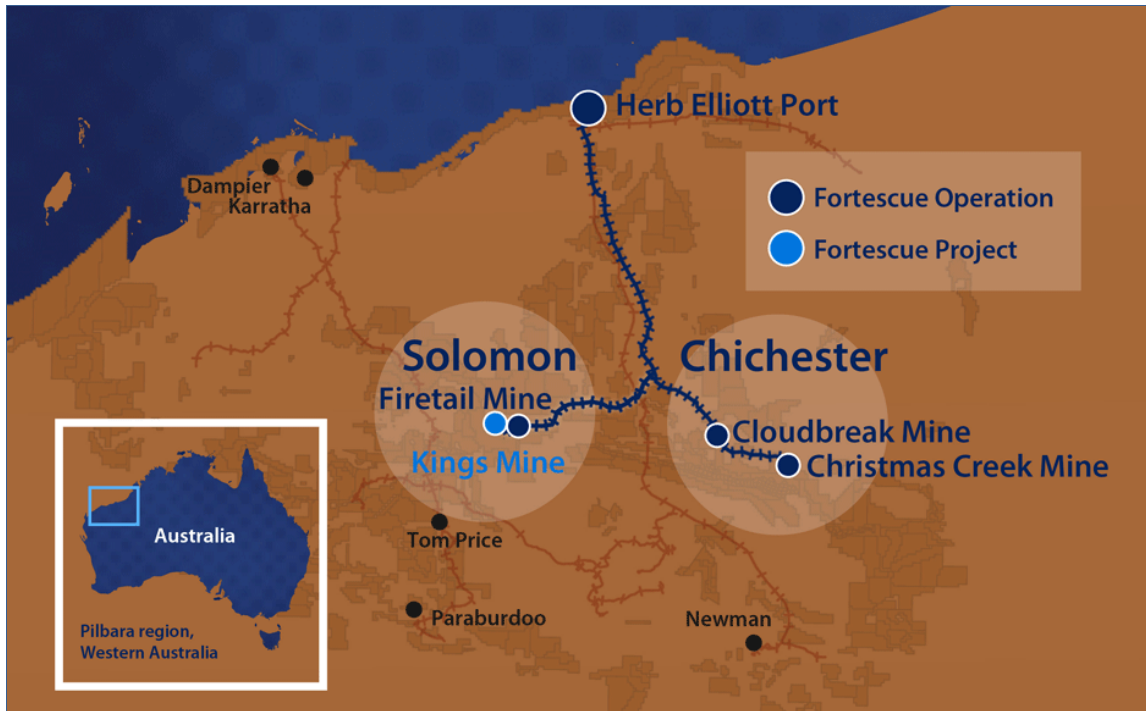 Herb Elliott Port
Dampier
Karratha
Fortescue Operation
Fortescue Project
Solomon
Chichester
Firetail Mine
Kings Mine
Cloudbreak Mine
Christmas Creek Mine
Australia
Tom Price
Paraburdoo
Newman
Pilbara region,
Western Australia